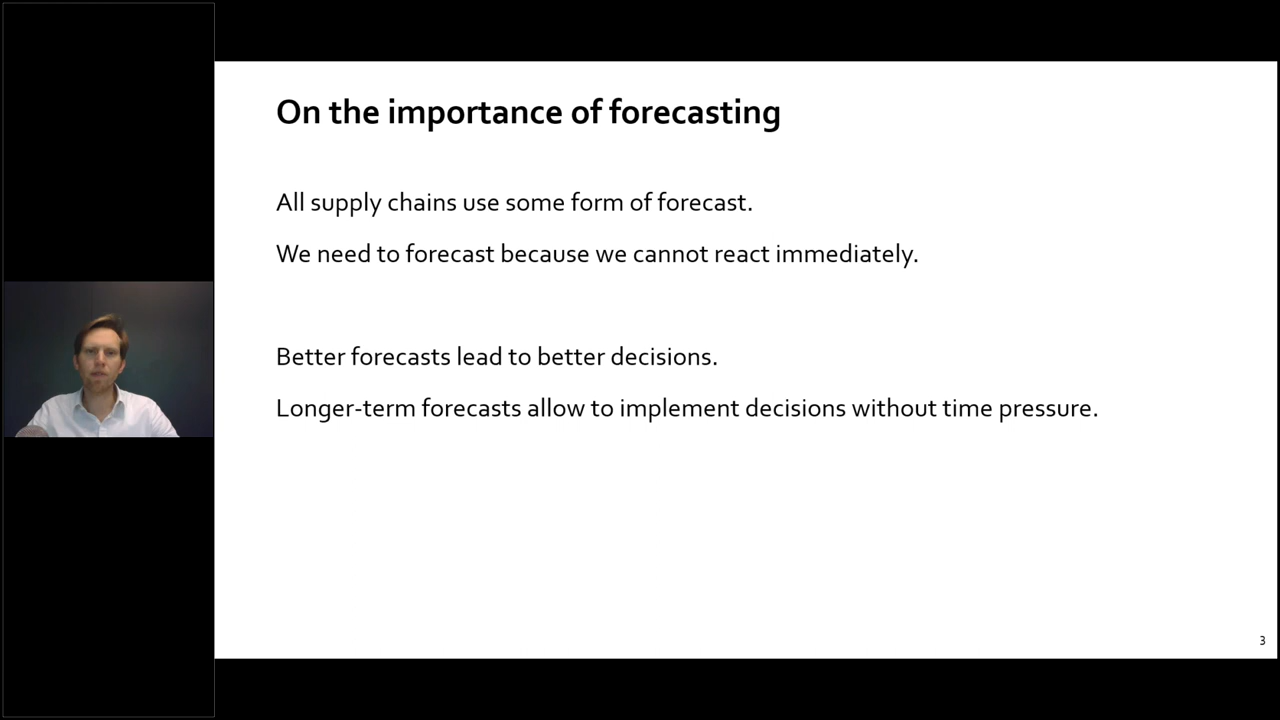 On the importance of forecasting
All supply chains use some form of forecast.
We need to forecast because we cannot react immediately.
Better forecasts lead to better decisions.
Longer-term forecasts allow to implement decisions without time pressure.
3